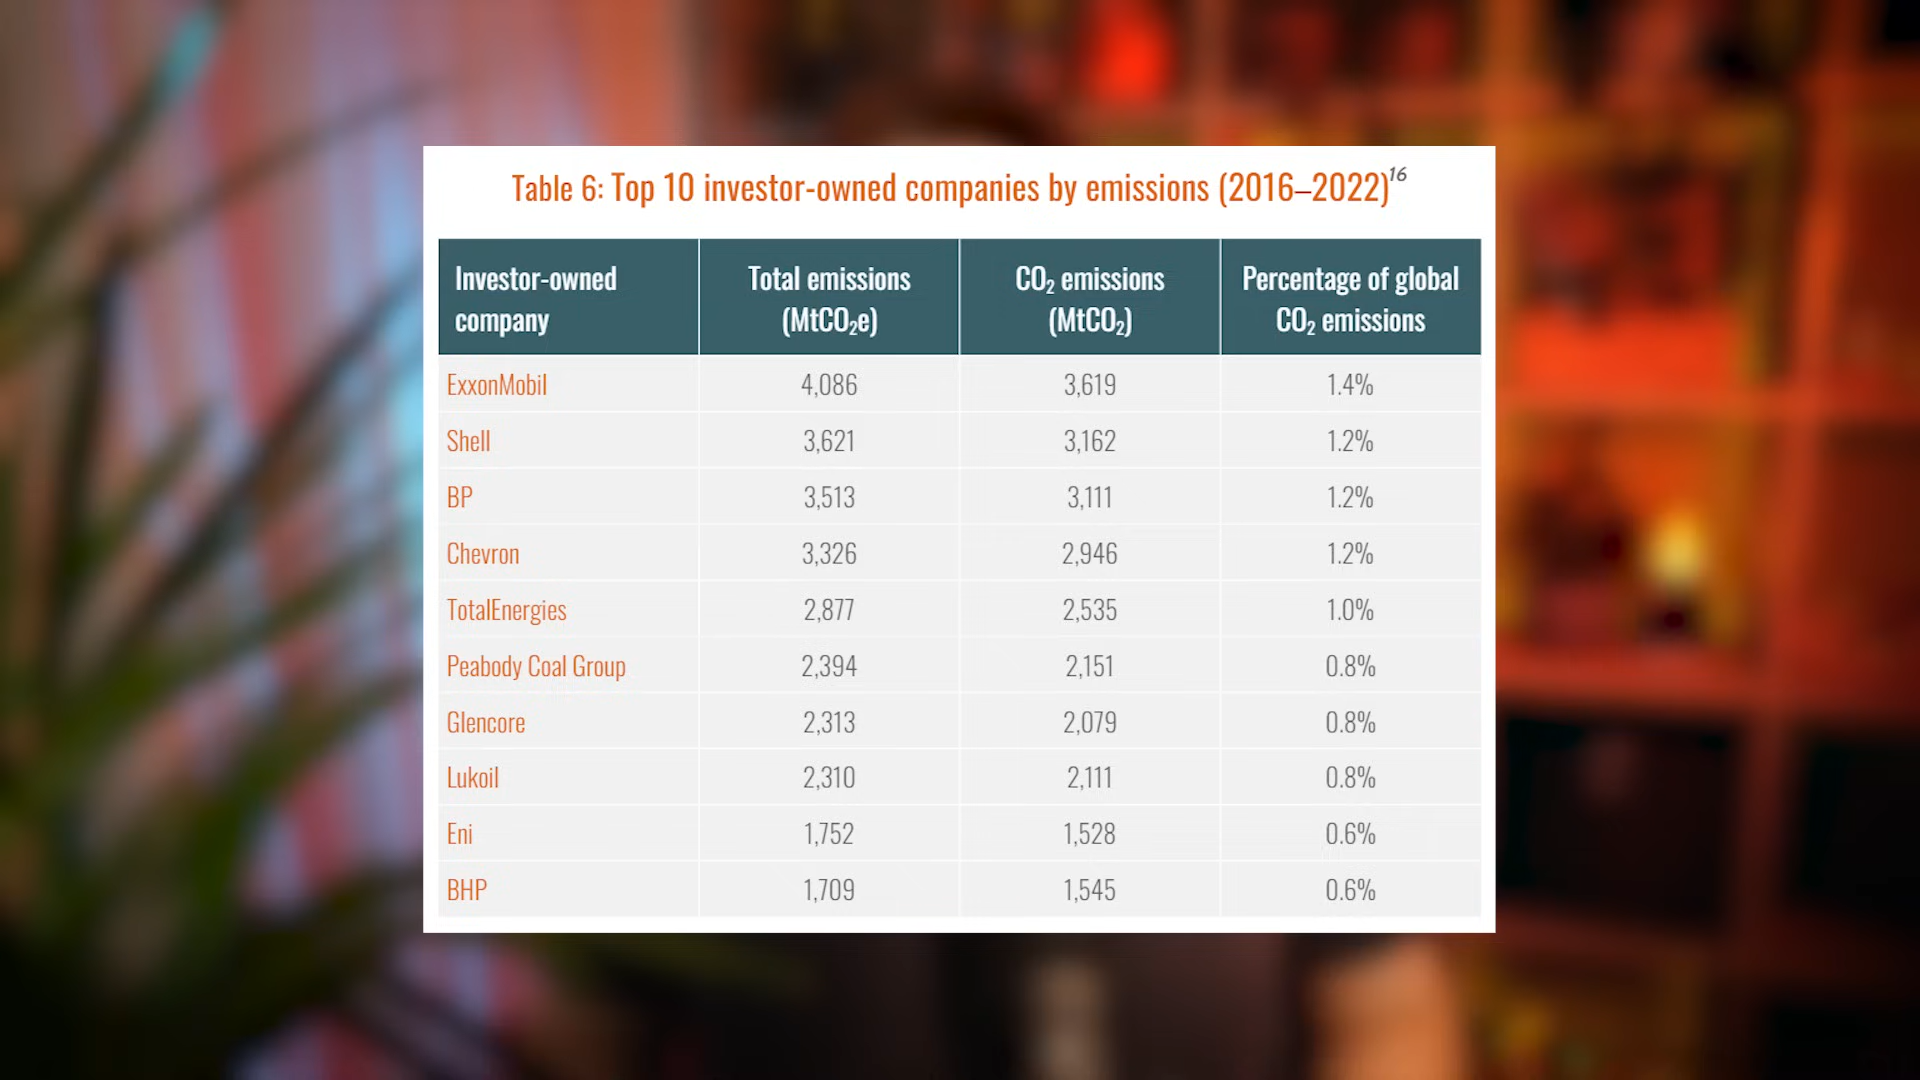 Table 6: Top 10 investor-owned companies by emissions (2016–2022)16
Investor-owned company Total emissions (MtCO₂e) CO₂ emissions (MtCO₂) Percentage of global CO₂ emissions
ExxonMobil 4,086 3,619 1.4%
Shell 3,621 3,162 1.2%
BP 3,513 3,111 1.2%
Chevron 3,326 2,946 1.2%
TotalEnergies 2,877 2,535 1.0%
Peabody Coal Group 2,394 2,151 0.8%
Glencore 2,313 2,079 0.8%
Lukoil 2,310 2,111 0.8%
Eni 1,752 1,528 0.6%
BHP 1,709 1,545 0.6%